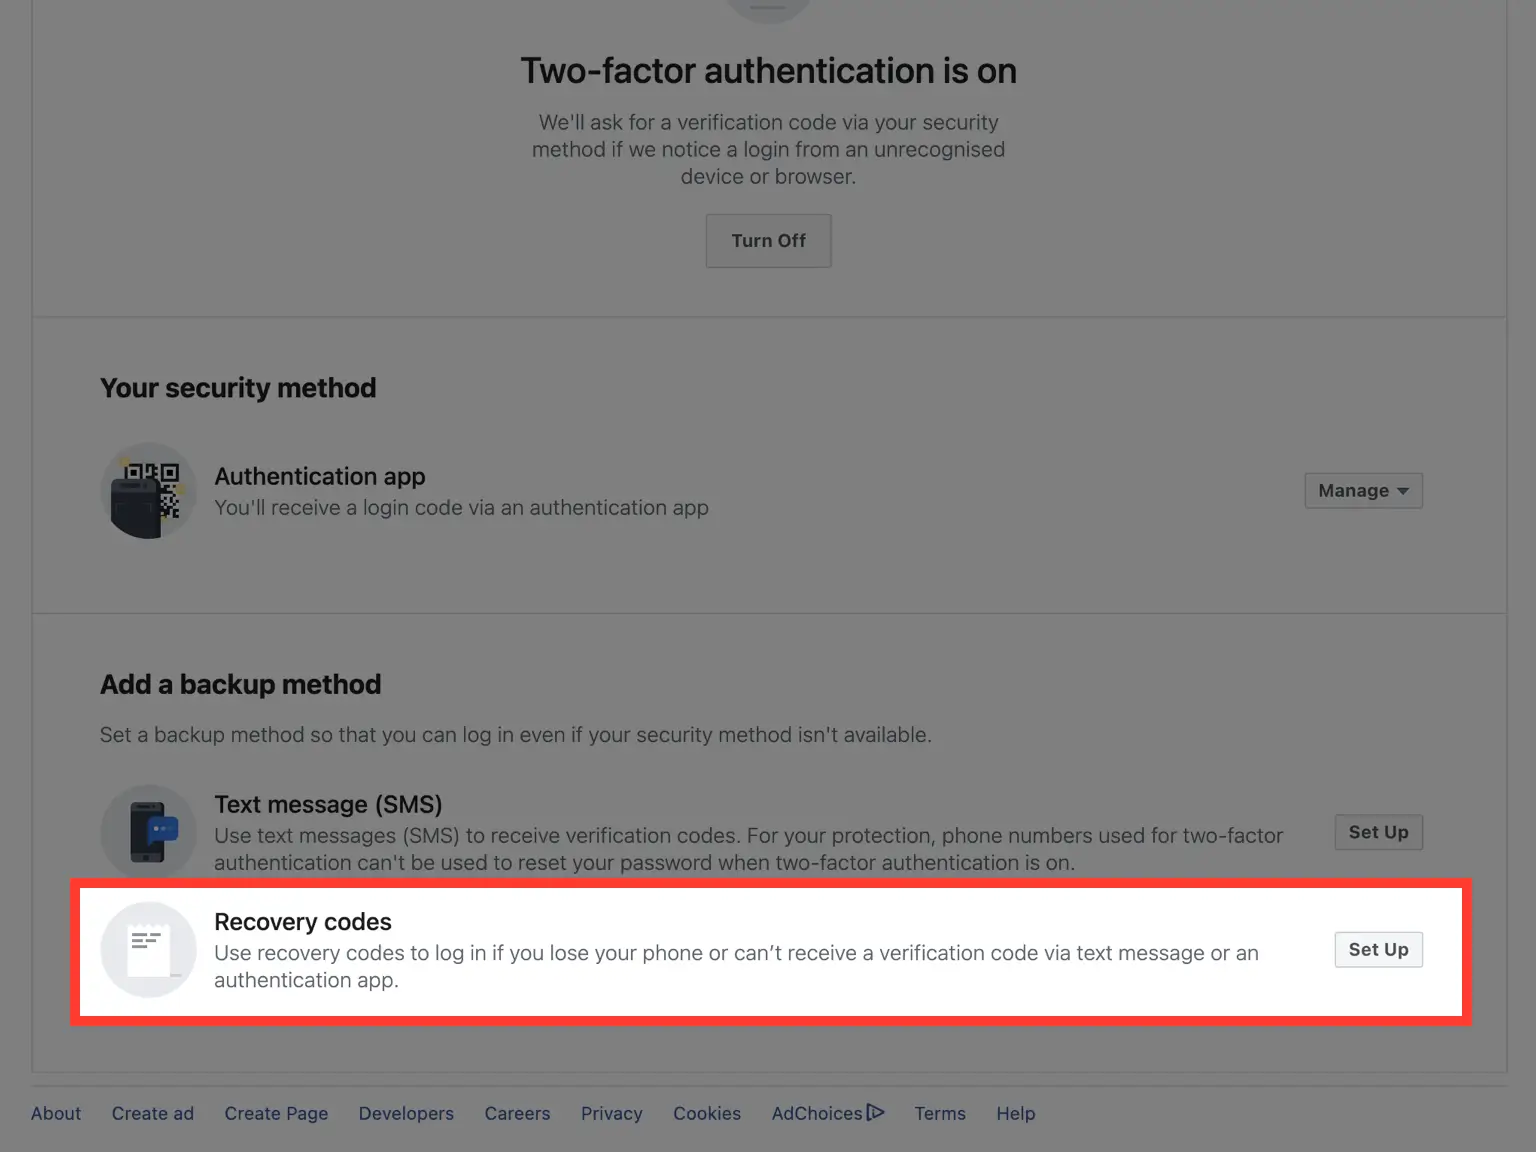 Two-factor authentication is on
We'll ask for a verification code via your security
method if we notice a login from an unrecognised
device or browser.
Turn Off
Your security method
Authentication app
You'll receive a login code via an authentication app
Manage
Add a backup method
Set a backup method so that you can log in even if your security method isn't available.
Text message (SMS)
Use text messages (SMS) to receive verification codes. For your protection, phone numbers used for two-factor
authentication can't be used to reset your password when two-factor authentication is on.
Set Up
Recovery codes
Use recovery codes to log in if you lose your phone or can’t receive a verification code via text message or an
authentication app.
Set Up
About Create ad Create Page Developers Careers Privacy Cookies AdChoices Terms Help